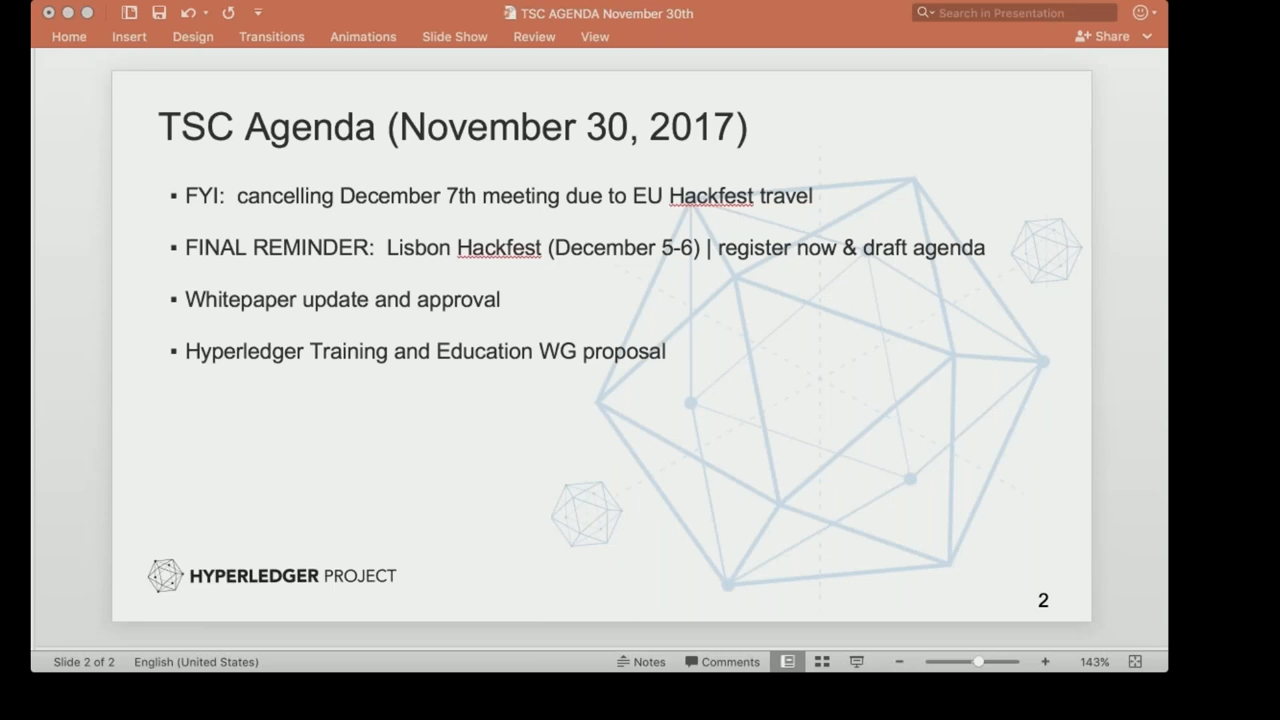 TSC AGENDA November 30th
Search in Presentation
Home Insert Design Transitions Animations Slide Show Review View Share
TSC Agenda (November 30, 2017)
▪ FYI:  cancelling December 7th meeting due to EU Hackfest travel
▪ FINAL REMINDER:  Lisbon Hackfest (December 5-6) | register now & draft agenda
▪ Whitepaper update and approval
▪ Hyperledger Training and Education WG proposal
HYPERLEDGER PROJECT
2
Slide 2 of 2 English (United States) Notes Comments 143%